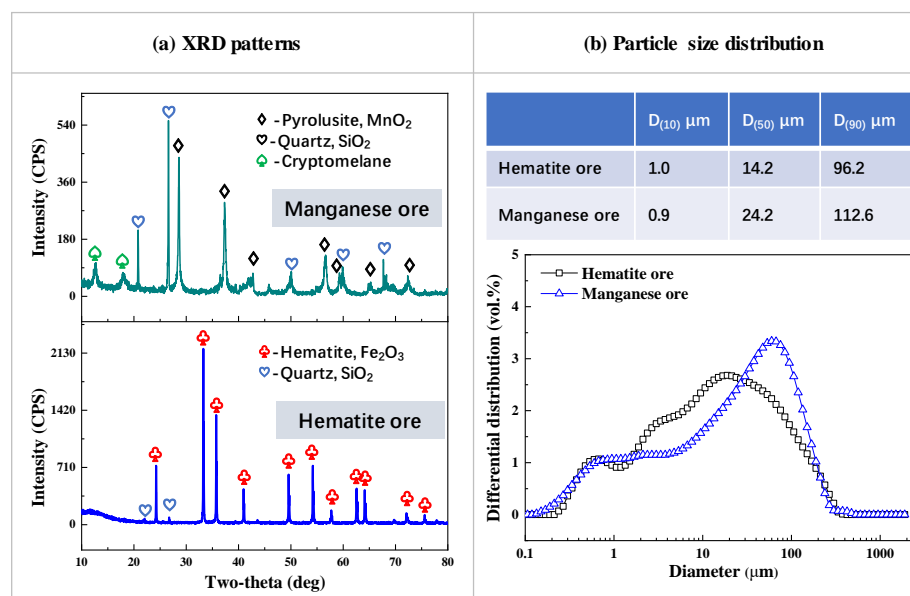 (a) XRD patterns
Intensity (CPS)
540
360
180
0
-Pyrolusite, MnO₂
-Quartz, SiO₂
-Cryptomelane
Manganese ore
Intensity (CPS)
2130
1420
710
0
-Hematite, Fe₂O₃
-Quartz, SiO₂
Hematite ore
10 20 30 40 50 60 70 80
Two-theta (deg)
(b) Particle size distribution
D(10) μm D(50) μm D(90) μm
Hematite ore 1.0 14.2 96.2
Manganese ore 0.9 24.2 112.6
Differential distribution (vol.%)
5
4
3
2
1
0
Hematite ore
Manganese ore
0.1 1 10 100 1000
Diameter (μm)